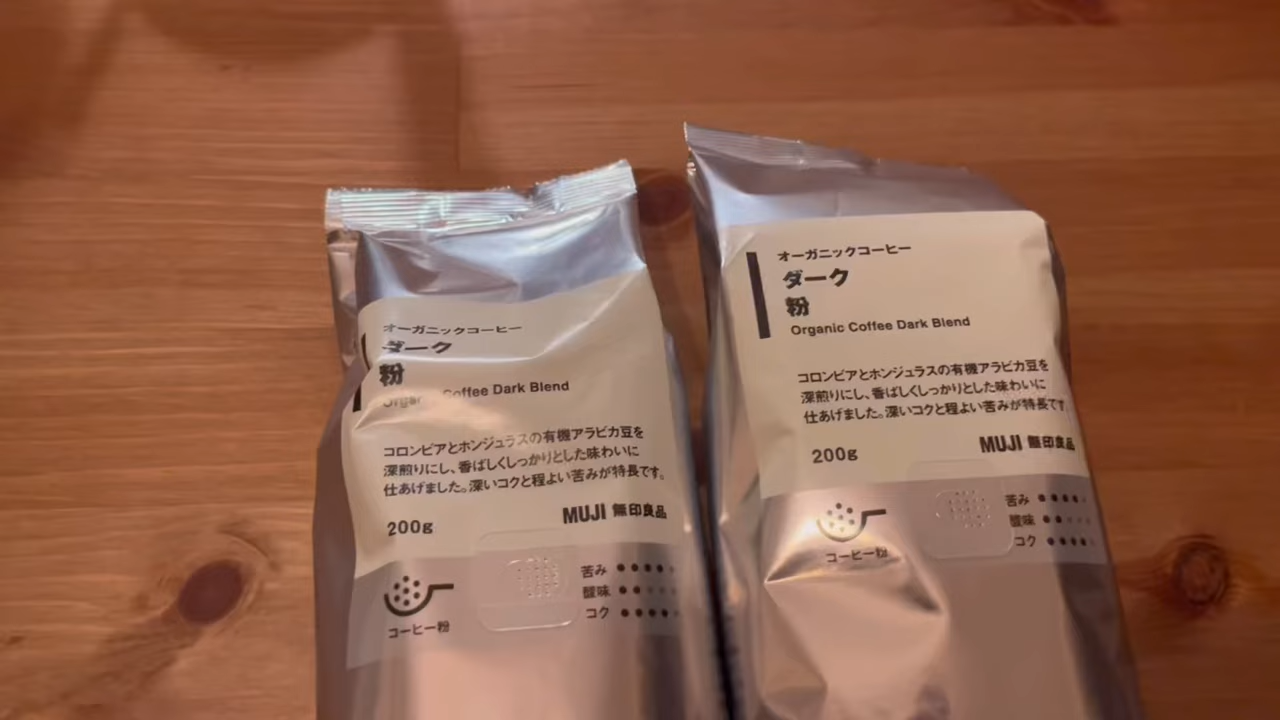 オーガニックコーヒー
ダーク
粉
Coffee Dark Blend
コロンビアとホンジュラスの有機アラビカ豆を
深煎りにし、香ばしくしっかりとした味わいに
仕あげました。深いコクと程よい苦みが特長です。
200g
MUJI 無印良品
コーヒー粉
苦み
酸味
コク
オーガニックコーヒー
ダーク
粉
Organic Coffee Dark Blend
コロンビアとホンジュラスの有機アラビカ豆を
深煎りにし、香ばしくしっかりとした味わいに
仕あげました。深いコクと程よい苦みが特長です
200g
MUJI 無印良品
コーヒー粉
苦み
酸味
コク